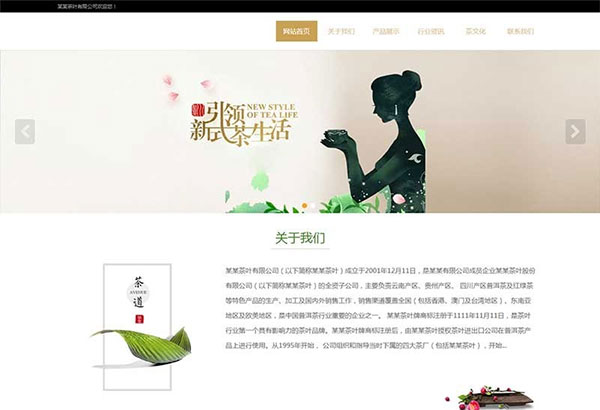 某某茶叶有限公司欢迎您！
网站首页 关于我们 产品展示 行业资讯 茶文化 联系我们
引领 NEW STYLE
OF TEA LIFE
新式茶生活
关于我们
茶
道
某某茶叶有限公司（以下简称某某茶叶）成立于2001年12月11日，是某某有限公司成员企业某某茶叶股份
有限公司（以下简称某某茶叶）的全资子公司，主要负责云南产区、贵州产区、 四川产区普洱茶及红绿茶
等特色产品的生产、加工及国内外销售工作，销售渠道覆盖全国（包括香港、澳门及台湾地区）、东南亚
地区及欧美地区，是中国普洱茶行业重要的企业之一。 某某茶叶牌商标注册于1111年11月11日，是茶叶
行业第一个具有影响力的茶叶品牌。某某茶叶商标注册后，由某某茶叶授权茶叶进出口公司在普洱茶产
品上进行使用。从1995年开始， 公司组织和指导当时下属的四大茶厂（包括某某茶叶），开始...